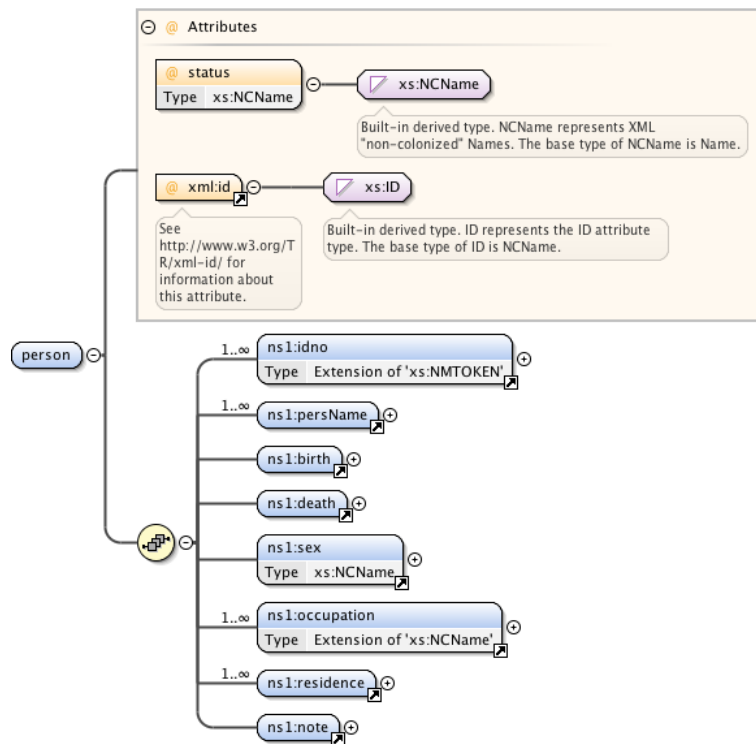 @ Attributes
@ status
Type xs:NCName
xs:NCName
Built-in derived type. NCName represents XML
"non-colonized" Names. The base type of NCName is Name.
@ xml:id
xs:ID
See
http://www.w3.org/T
R/xml-id/ for
information about
this attribute.
Built-in derived type. ID represents the ID attribute
type. The base type of ID is NCName.
person
1..∞
ns1:idno
Type Extension of 'xs:NMTOKEN'
1..∞
ns1:persName
ns1:birth
ns1:death
ns1:sex
Type xs:NCName
1..∞
ns1:occupation
Type Extension of 'xs:NCName'
1..∞
ns1:residence
ns1:note